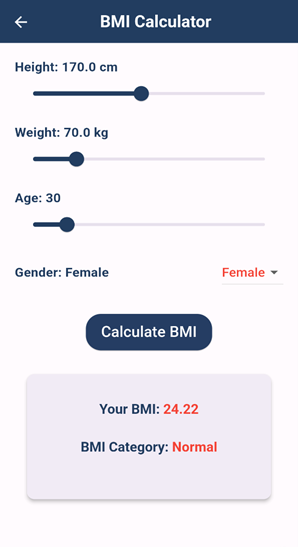 BMI Calculator
Height: 170.0 cm
Weight: 70.0 kg
Age: 30
Gender: Female Female
Calculate BMI
Your BMI: 24.22
BMI Category: Normal